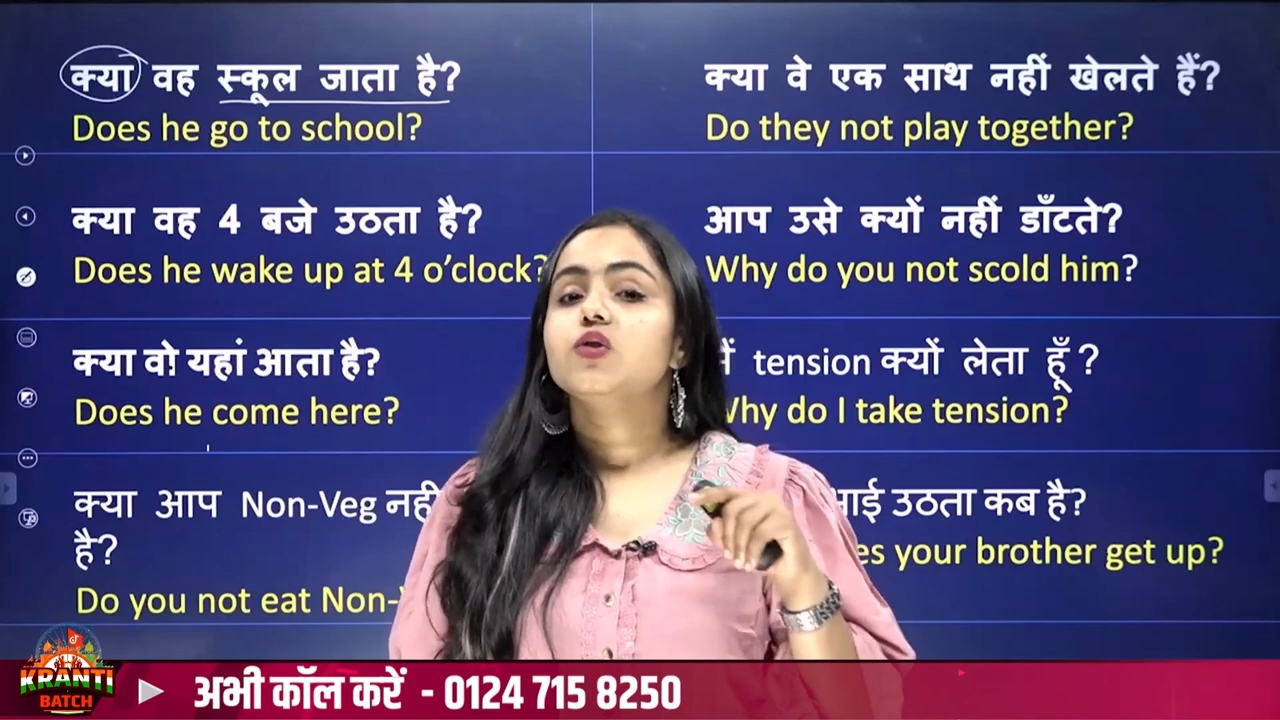 क्या वह स्कूल जाता है?
Does he go to school?
क्या वह 4 बजे उठता है?
Does he wake up at 4 o’clock?
क्या वो यहां आता है?
Does he come here?
क्या आप Non-Veg
है?
Do you not eat
क्या वे एक साथ नहीं खेलते हैं?
Do they not play together?
आप उसे क्यों नहीं डाँटते?
Why do you not scold him?
tension क्यों लेता हूँ ?
Why do I take tension?
उठता कब है?
your brother get up?
KRANTI
BATCH
अभी कॉल करें - 0124 715 8250